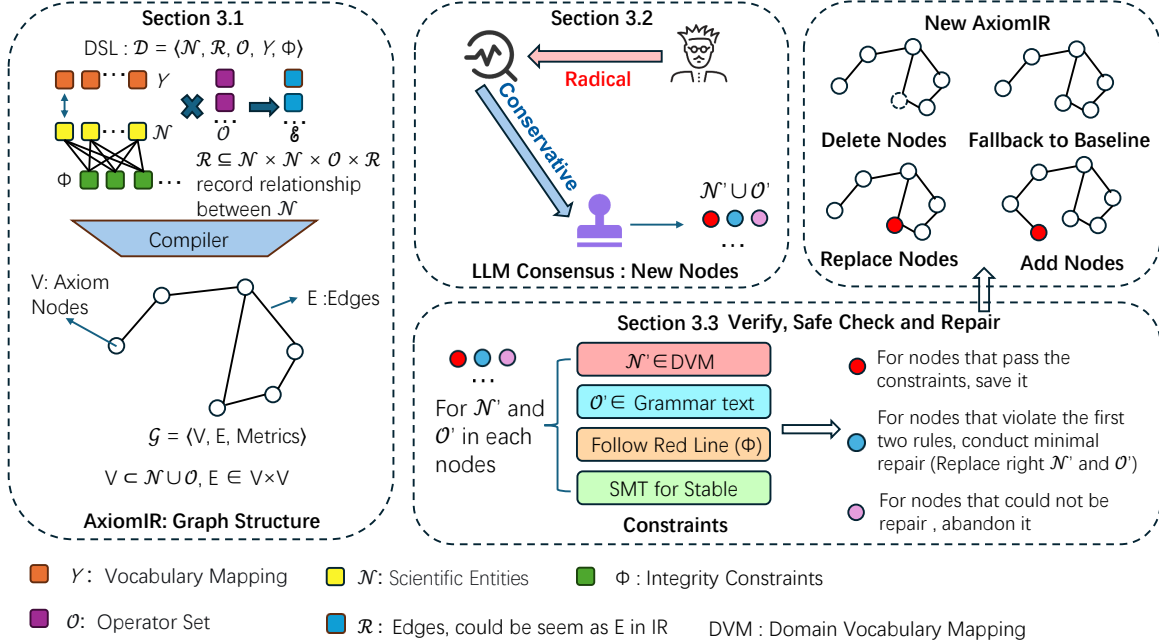 Section 3.1
DSL : 𝒟 = ⟨𝒩, ℛ, 𝒪, Y, Φ⟩
... Y
... 𝒩
... 𝒪
... ℰ
Φ ...
ℛ ⊆ 𝒩 × 𝒩 × 𝒪 × ℛ
record relationship
between 𝒩
Compiler
V: Axiom
Nodes
E :Edges
𝒢 = ⟨V, E, Metrics⟩
V ⊂ 𝒩 ∪ 𝒪, E ∈ V×V
AxiomIR: Graph Structure
Section 3.2
Radical
Conservative
𝒩' ∪ 𝒪'
...
LLM Consensus : New Nodes
New AxiomIR
Delete Nodes
Fallback to Baseline
Replace Nodes
Add Nodes
Section 3.3 Verify, Safe Check and Repair
...
For 𝒩' and
𝒪' in each
nodes
𝒩' ∈ DVM
𝒪' ∈ Grammar text
Follow Red Line (Φ)
SMT for Stable
Constraints
For nodes that pass the
constraints, save it
For nodes that violate the first
two rules, conduct minimal
repair (Replace right 𝒩' and 𝒪')
For nodes that could not be
repair , abandon it
Y : Vocabulary Mapping
𝒩: Scientific Entities
Φ : Integrity Constraints
𝒪: Operator Set
ℛ : Edges, could be seem as E in IR
DVM : Domain Vocabulary Mapping